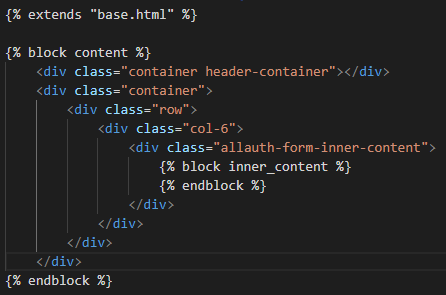 {% extends "base.html" %}
{% block content %}
<div class="container header-container"></div>
<div class="container">
<div class="row">
<div class="col-6">
<div class="allauth-form-inner-content">
{% block inner_content %}
{% endblock %}
</div>
</div>
</div>
</div>
{% endblock %}